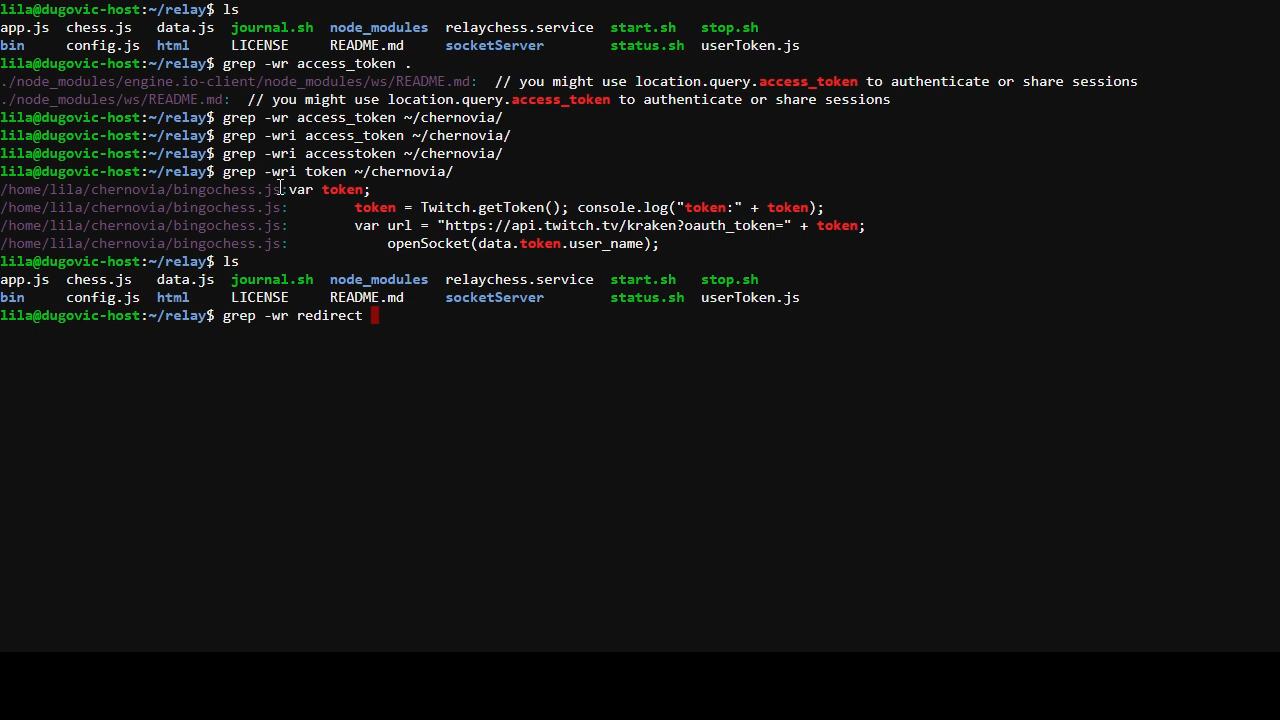 lila@dugovic-host:~/relay$ ls
app.js  chess.js   data.js  journal.sh  node_modules  relaychess.service  start.sh   stop.sh
bin     config.js  html     LICENSE     README.md     socketServer        status.sh  userToken.js
lila@dugovic-host:~/relay$ grep -wr access_token .
./node_modules/engine.io-client/node_modules/ws/README.md:  // you might use location.query.access_token to authenticate or share sessions
./node_modules/ws/README.md:  // you might use location.query.access_token to authenticate or share sessions
lila@dugovic-host:~/relay$ grep -wr access_token ~/chernovia/
lila@dugovic-host:~/relay$ grep -wri access_token ~/chernovia/
lila@dugovic-host:~/relay$ grep -wri accesstoken ~/chernovia/
lila@dugovic-host:~/relay$ grep -wri token ~/chernovia/
/home/lila/chernovia/bingochess.js:var token;
/home/lila/chernovia/bingochess.js:        token = Twitch.getToken(); console.log("token:" + token);
/home/lila/chernovia/bingochess.js:        var url = "https://api.twitch.tv/kraken?oauth_token=" + token;
/home/lila/chernovia/bingochess.js:            openSocket(data.token.user_name);
lila@dugovic-host:~/relay$ ls
app.js  chess.js   data.js  journal.sh  node_modules  relaychess.service  start.sh   stop.sh
bin     config.js  html     LICENSE     README.md     socketServer        status.sh  userToken.js
lila@dugovic-host:~/relay$ grep -wr redirect